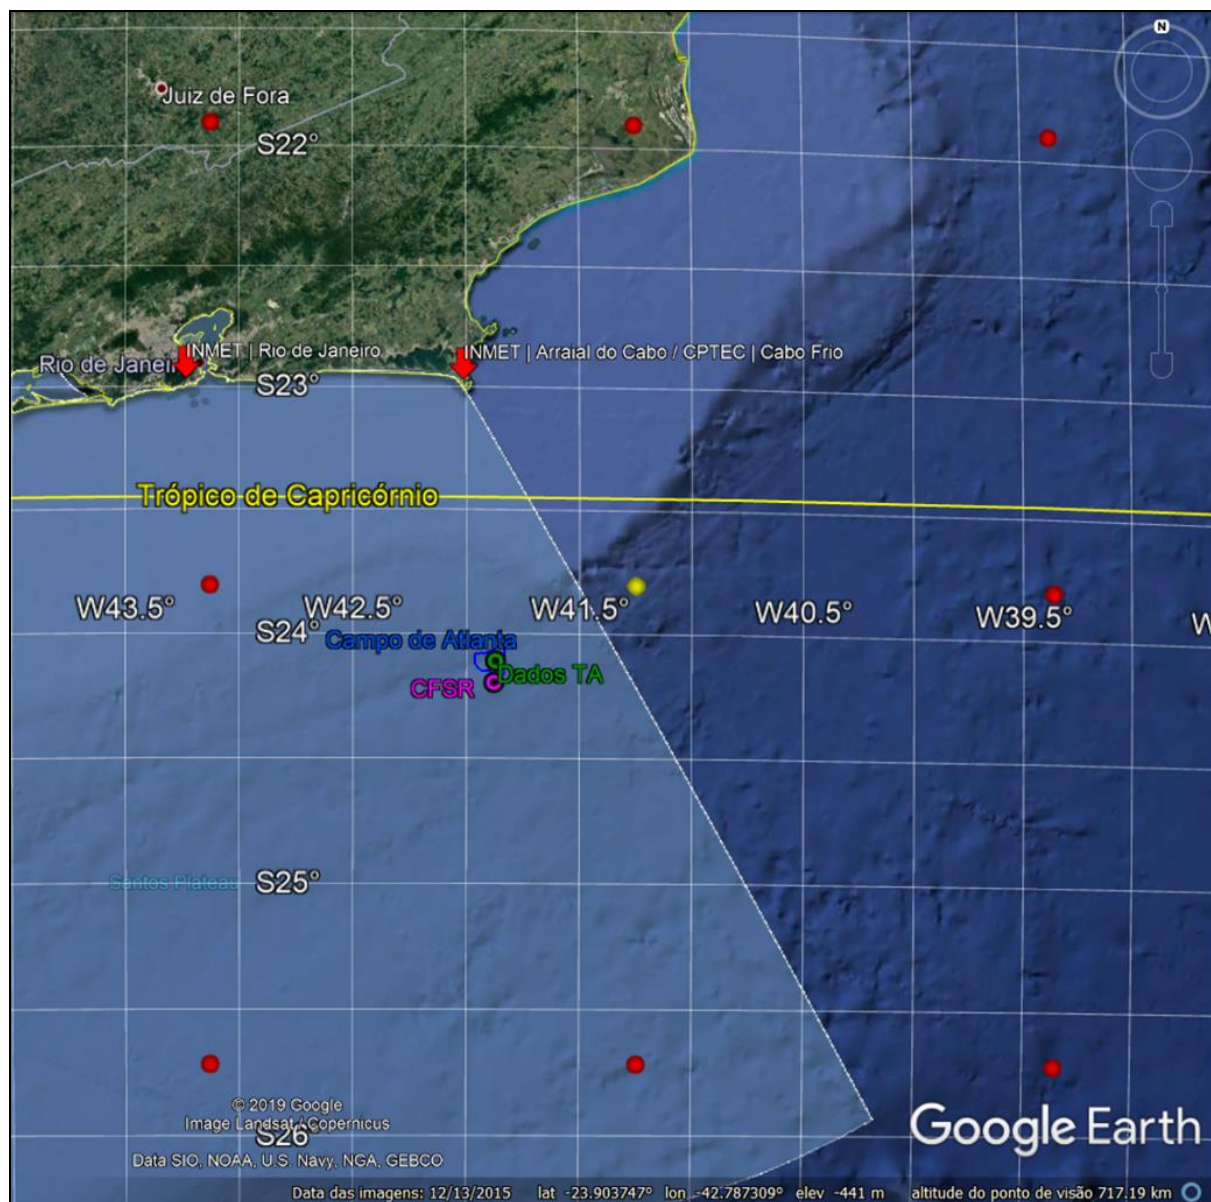 N
Juiz de Fora
S22°
INMET | Rio de Janeiro
INMET | Arraial do Cabo / CPTEC | Cabo Frio
Rio de Janei
S23°
Trópico de Capricórnio
W43.5°
W42.5°
W41.5°
W40.5°
W39.5°
W
S24°
Campo de Atlanta
Dados TA
CFSR
Santos Plateau
S25°
© 2019 Google
Image Landsat / Copernicus
S26°
Data SIO, NOAA, U.S. Navy, NGA, GEBCO
Google Earth
Data das imagens: 12/13/2015 lat -23.903747° lon -42.787309° elev -441 m altitude do ponto de visão 717.19 km